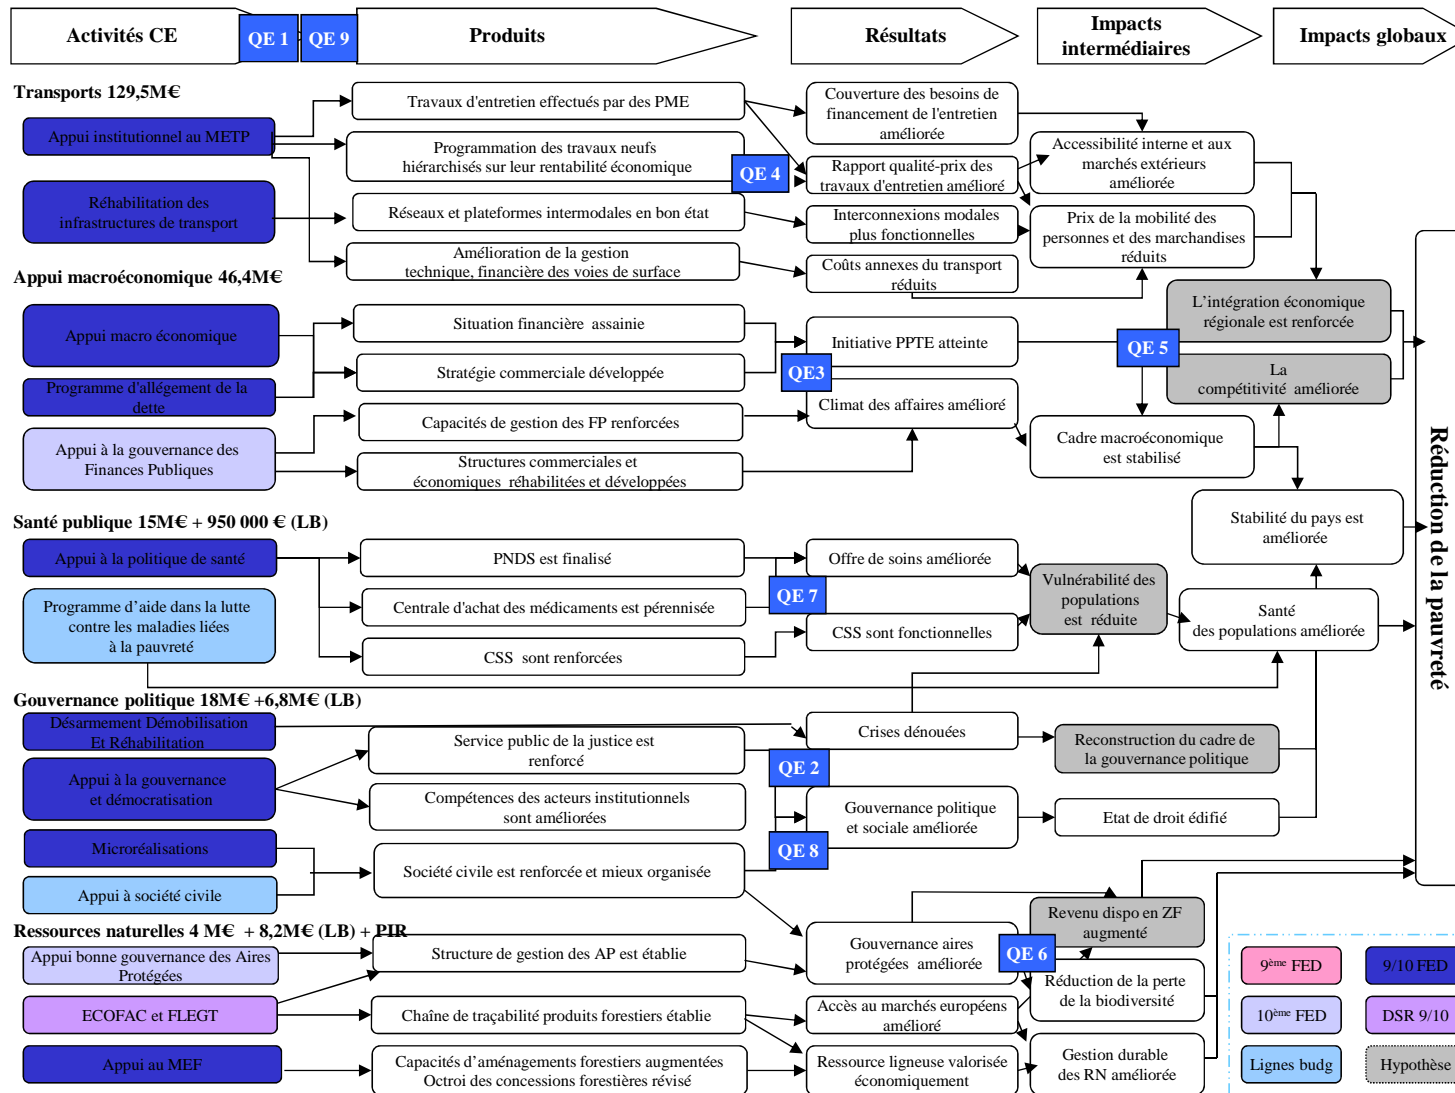 Activités CE
QE 1
QE 9
Produits
Résultats
Impacts
intermédiaires
Impacts globaux
Transports 129,5M€
Appui institutionnel au METP
Réhabilitation des
infrastructures de transport
Travaux d'entretien effectués par des PME
Programmation des travaux neufs
hiérarchisés sur leur rentabilité économique
Réseaux et plateformes intermodales en bon état
Amélioration de la gestion
technique, financière des voies de surface
QE 4
Couverture des besoins de
financement de l'entretien
améliorée
Rapport qualité-prix des
travaux d'entretien amélioré
Interconnexions modales
plus fonctionnelles
Coûts annexes du transport
réduits
Accessibilité interne et aux
marchés extérieurs
améliorée
Prix de la mobilité des
personnes et des marchandises
réduits
Appui macroéconomique 46,4M€
Appui macro économique
Programme d'allégement de la
dette
Appui à la gouvernance des
Finances Publiques
Situation financière assainie
Stratégie commerciale développée
Capacités de gestion des FP renforcées
Structures commerciales et
économiques réhabilitées et développées
QE3
Initiative PPTE atteinte
Climat des affaires amélioré
QE 5
L'intégration économique
régionale est renforcée
La
compétitivité améliorée
Cadre macroéconomique
est stabilisé
Stabilité du pays est
améliorée
Réduction de la pauvreté
Santé publique 15M€ + 950 000 € (LB)
Appui à la politique de santé
Programme d'aide dans la lutte
contre les maladies liées
à la pauvreté
PNDS est finalisé
Centrale d'achat des médicaments est pérennisée
CSS sont renforcées
QE 7
Offre de soins améliorée
CSS sont fonctionnelles
Vulnérabilité des
populations
est réduite
Santé
des populations améliorée
Gouvernance politique 18M€ +6,8M€ (LB)
Désarmement Démobilisation
Et Réhabilitation
Appui à la gouvernance
et démocratisation
Microréalisations
Appui à société civile
Service public de la justice est
renforcé
Compétences des acteurs institutionnels
sont améliorées
Société civile est renforcée et mieux organisée
QE 2
QE 8
Crises dénouées
Gouvernance politique
et sociale améliorée
Reconstruction du cadre de
la gouvernance politique
Etat de droit édifié
Ressources naturelles 4 M€ + 8,2M€ (LB) + PIR
Appui bonne gouvernance des Aires
Protégées
ECOFAC et FLEGT
Appui au MEF
Structure de gestion des AP est établie
Chaîne de traçabilité produits forestiers établie
Capacités d'aménagements forestiers augmentées
Octroi des concessions forestières révisé
Gouvernance aires
protégées améliorée
Accès au marchés européens
amélioré
Ressource ligneuse valorisée
économiquement
QE 6
Revenu dispo en ZF
augmenté
Réduction de la perte
de la biodiversité
Gestion durable
des RN améliorée
9ème FED
9/10 FED
10ème FED
DSR 9/10
Lignes budg
Hypothèse